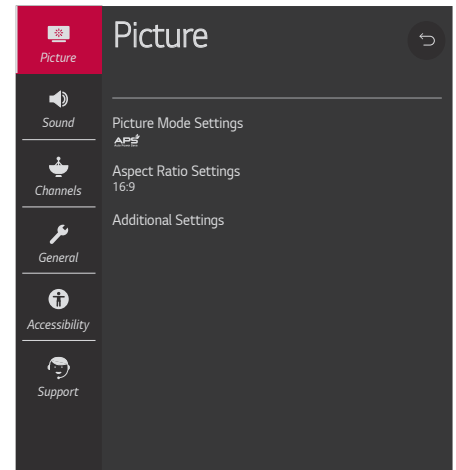 Picture
Picture
Sound
Picture Mode Settings
APS
Channels
Aspect Ratio Settings
16:9
Additional Settings
General
Accessibility
Support